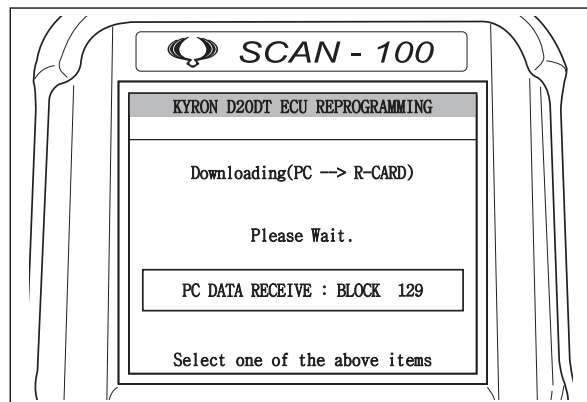 SCAN - 100
KYRON D20DT ECU REPROGRAMMING
Downloading(PC --> R-CARD)
Please Wait.
PC DATA RECEIVE : BLOCK 129
Select one of the above items